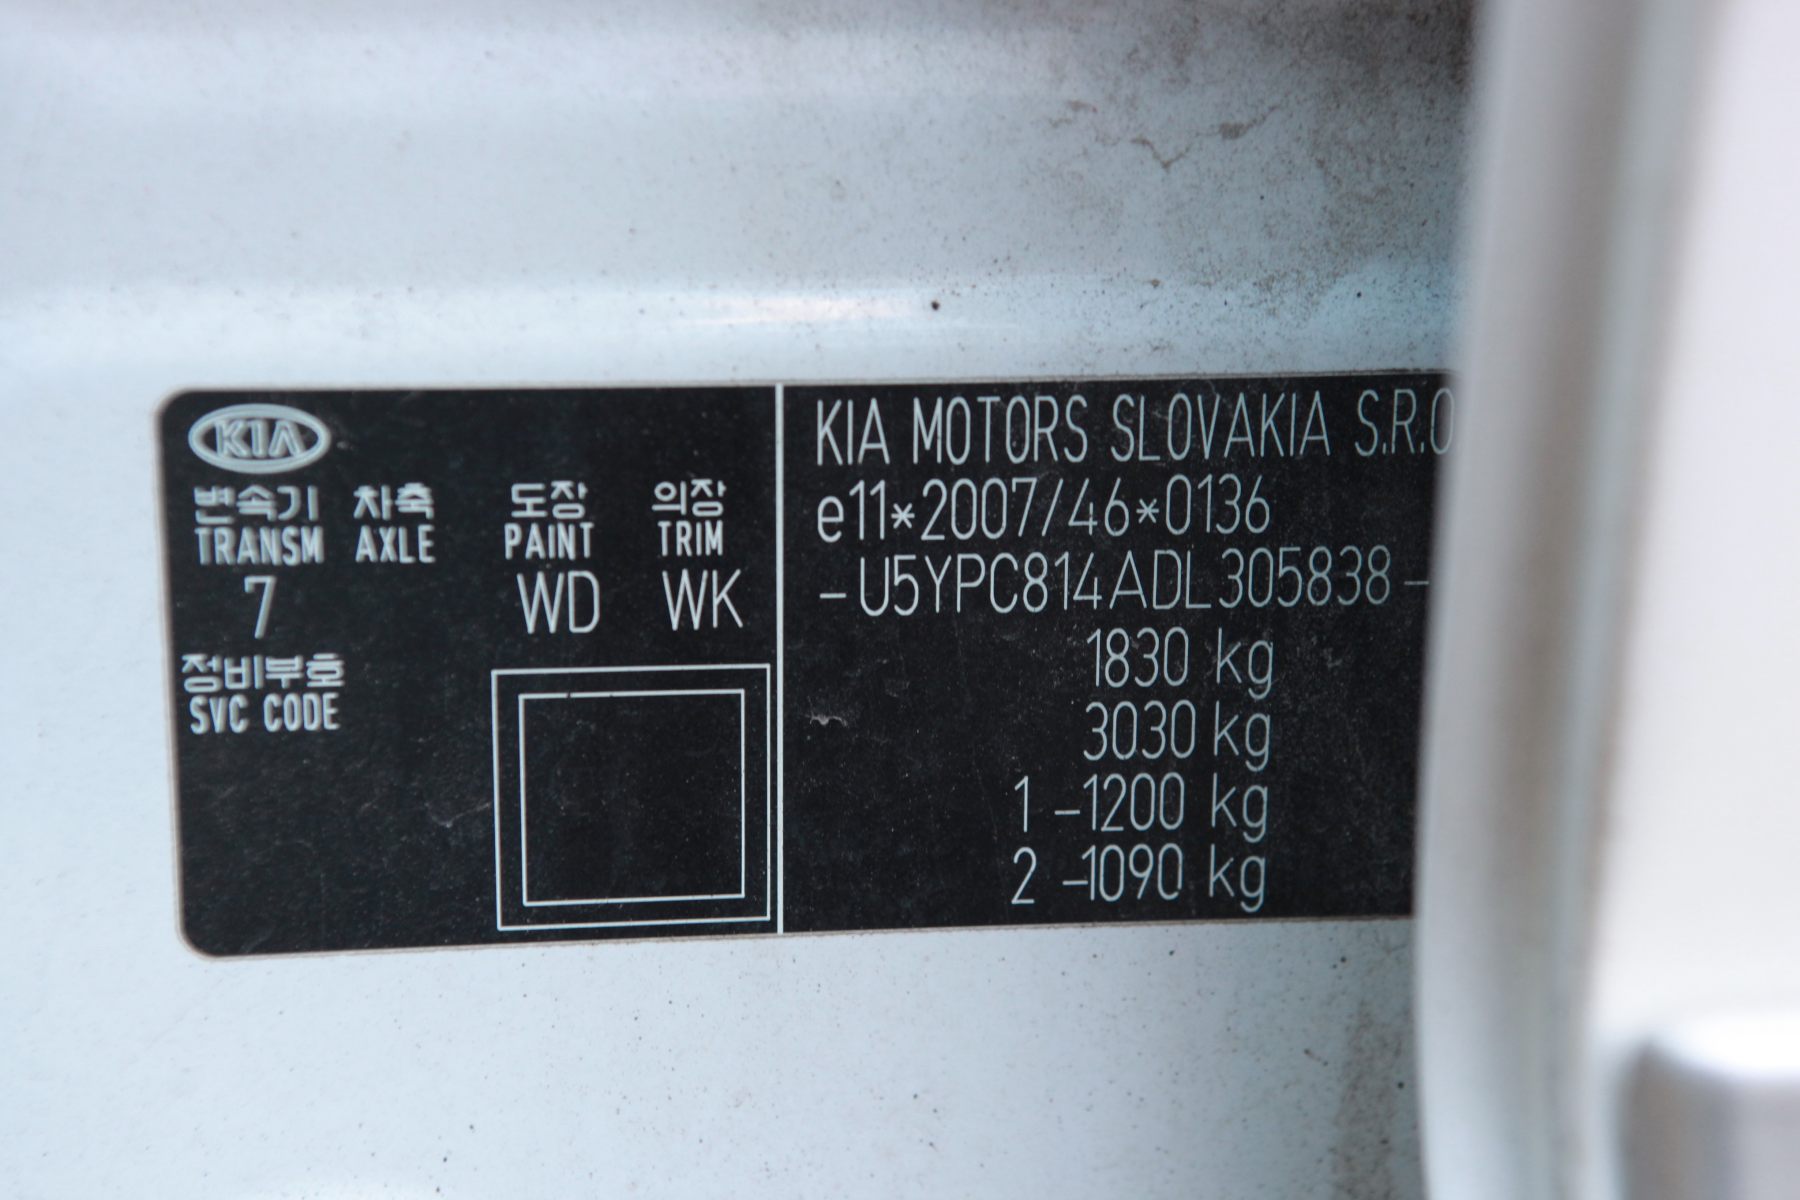 KIA
변속기 차축 도장 의장
TRANSM AXLE PAINT TRIM
7 WD WK
정비부호
SVC CODE
KIA MOTORS SLOVAKIA S.R.O
e11*2007/46*0136
-U5YPC814ADL305838-
1830 kg
3030 kg
1 -1200 kg
2 -1090 kg